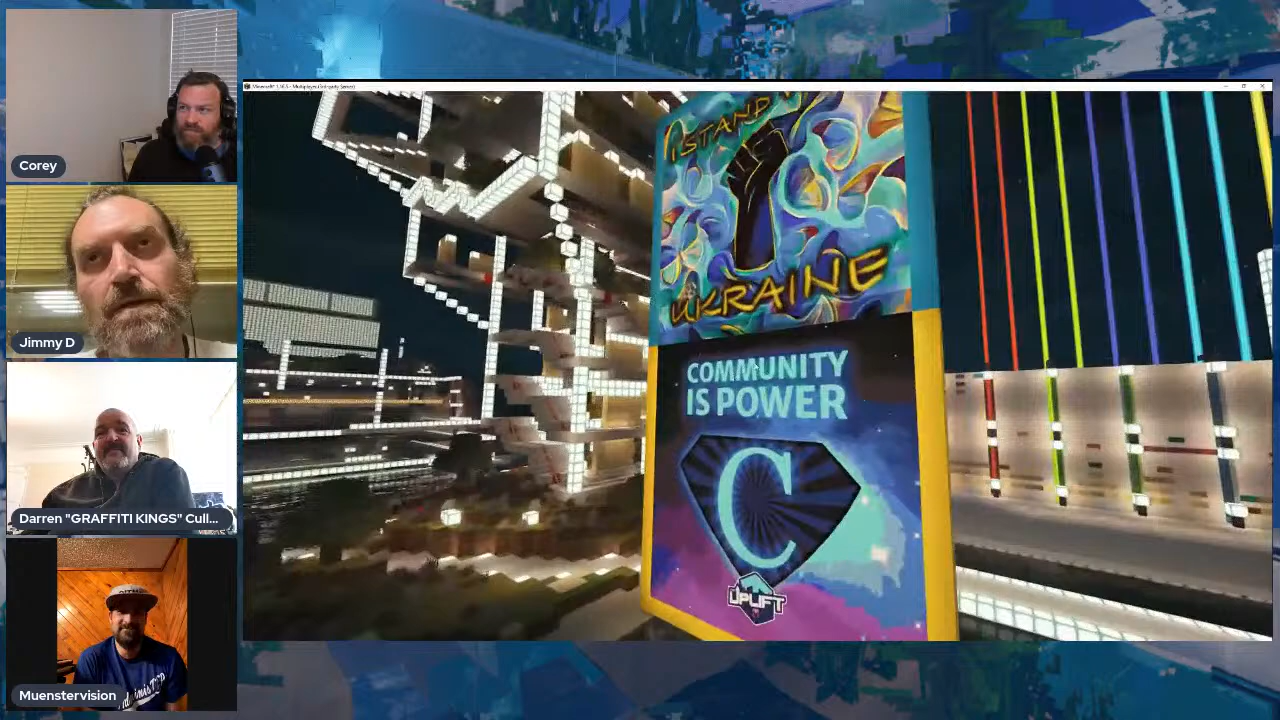 Corey
Jimmy D
Darren "GRAFFITI KINGS" Cull...
Muenstervision
I STAND
UKRAINE
COMMUNITY
IS POWER
C
UPLIFT